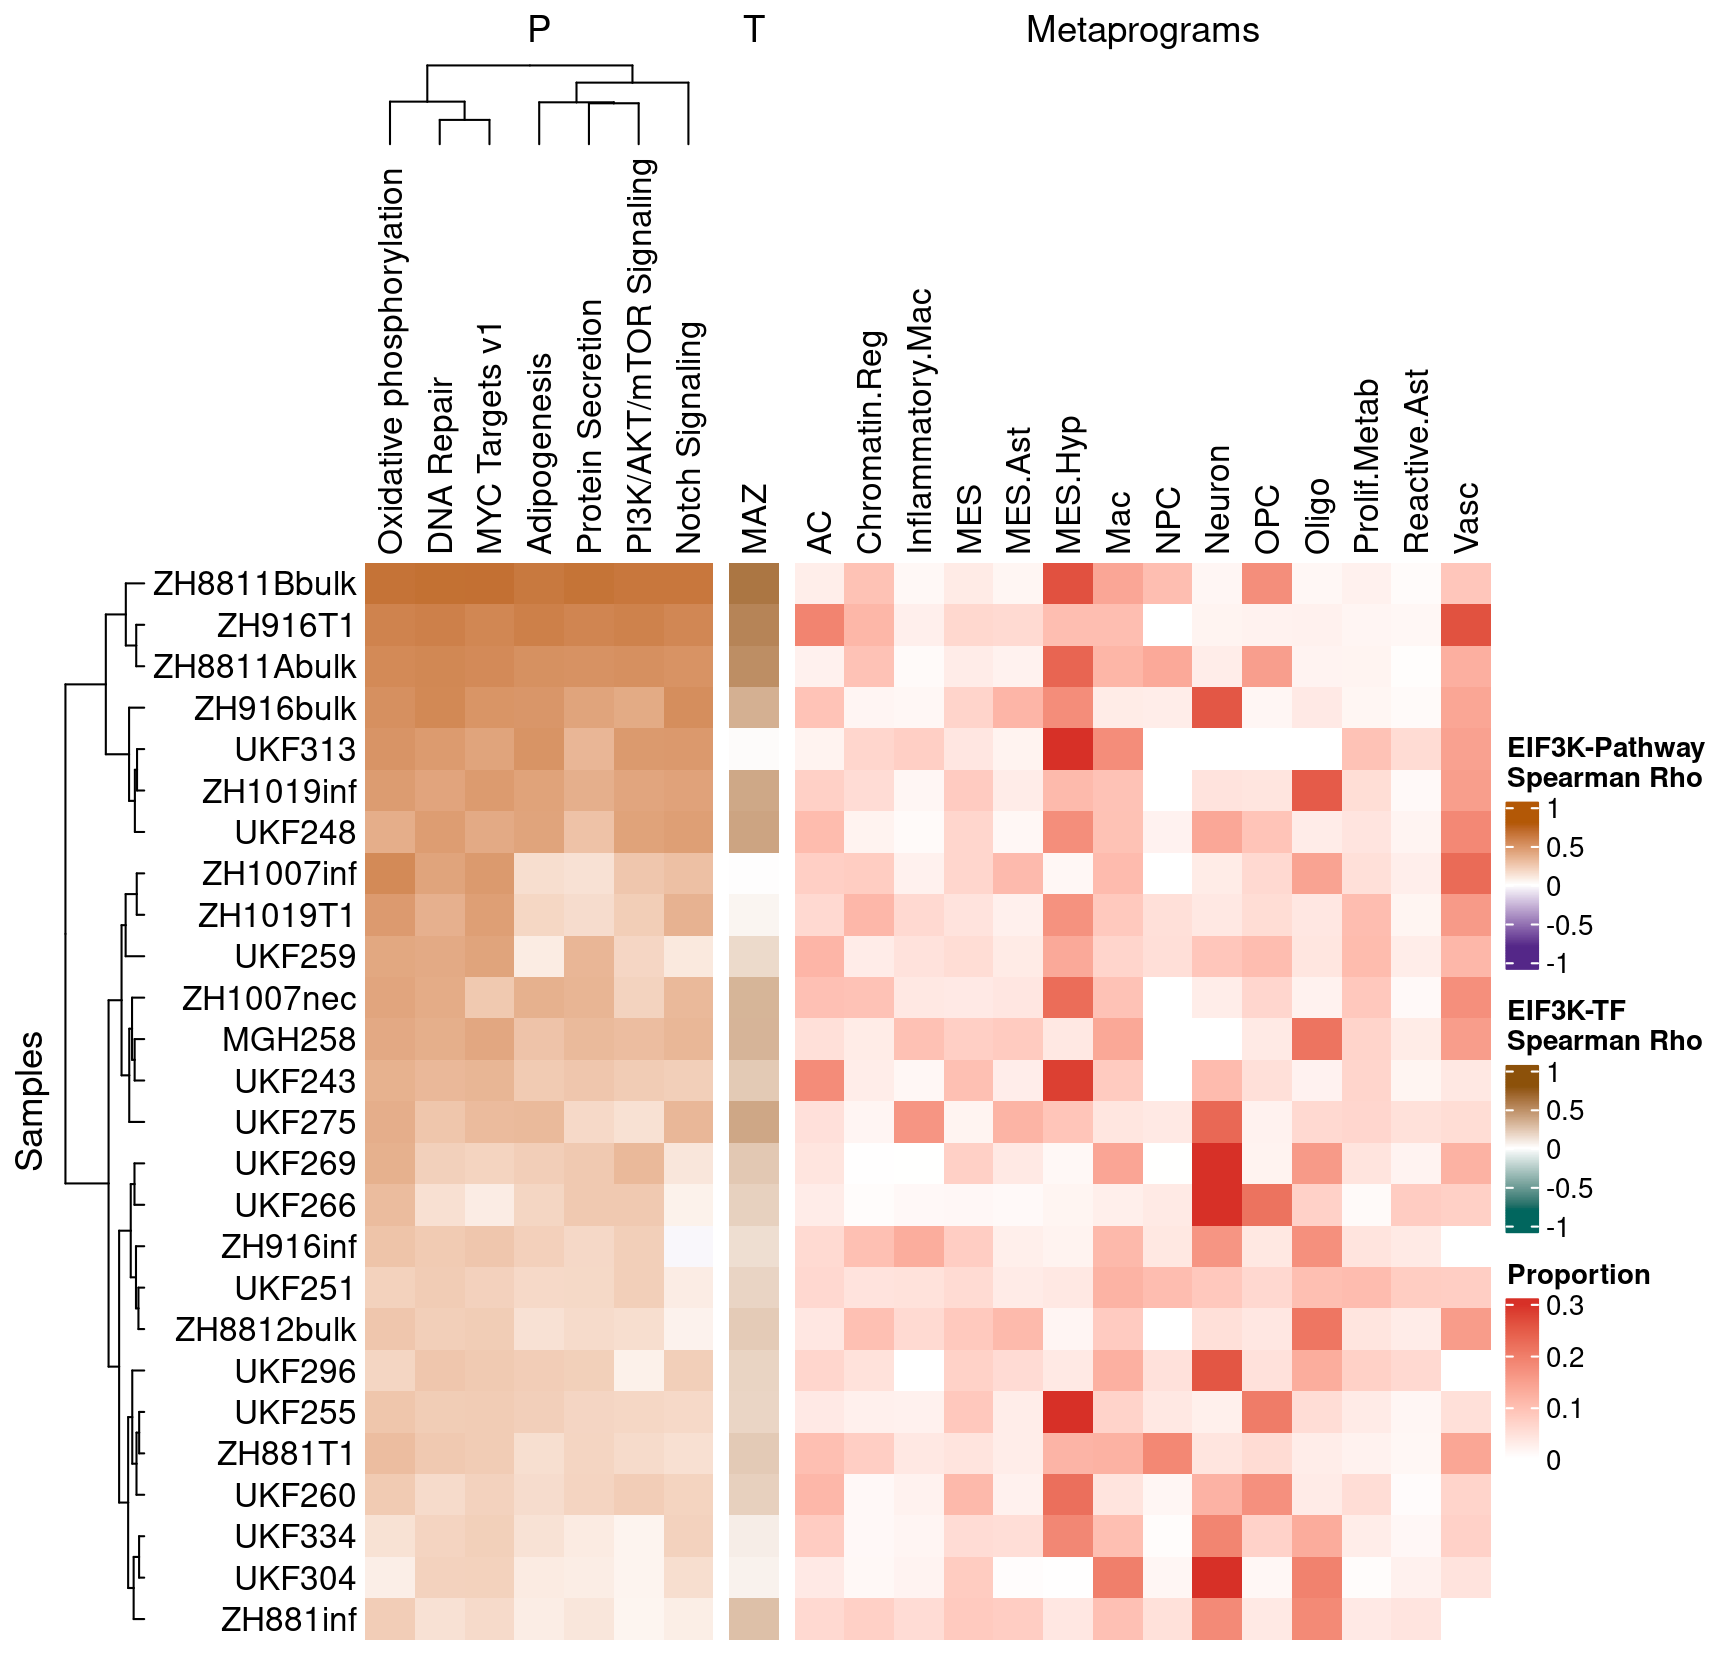 P
T
Metaprograms
Oxidative phosphorylation
DNA Repair
MYC Targets v1
Adipogenesis
Protein Secretion
PI3K/AKT/mTOR Signaling
Notch Signaling
MAZ
AC
Chromatin.Reg
Inflammatory.Mac
MES
MES.Ast
MES.Hyp
Mac
NPC
Neuron
OPC
Oligo
Prolif.Metab
Reactive.Ast
Vasc
Samples
ZH8811Bbulk
ZH916T1
ZH8811Abulk
ZH916bulk
UKF313
ZH1019inf
UKF248
ZH1007inf
ZH1019T1
UKF259
ZH1007nec
MGH258
UKF243
UKF275
UKF269
UKF266
ZH916inf
UKF251
ZH8812bulk
UKF296
UKF255
ZH881T1
UKF260
UKF334
UKF304
ZH881inf
EIF3K-Pathway
Spearman Rho
1
0.5
0
-0.5
-1
EIF3K-TF
Spearman Rho
1
0.5
0
-0.5
-1
Proportion
0.3
0.2
0.1
0